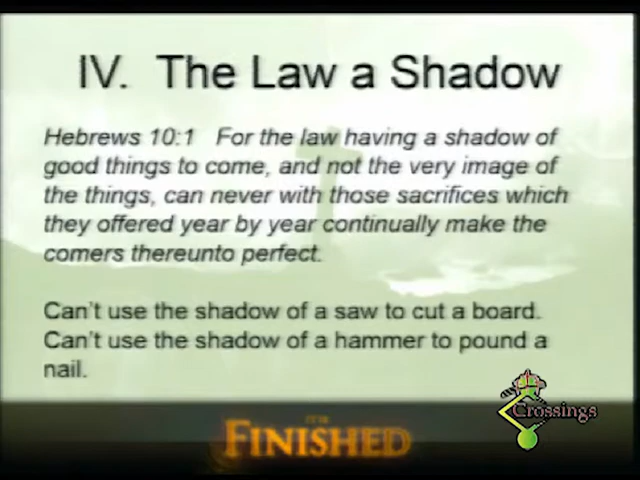 IV. The Law a Shadow
Hebrews 10:1 For the law having a shadow of
good things to come, and not the very image of
the things, can never with those sacrifices which
they offered year by year continually make the
comers thereunto perfect.
Can't use the shadow of a saw to cut a board.
Can't use the shadow of a hammer to pound a
nail.
Crossings
IT IS
FINISHED